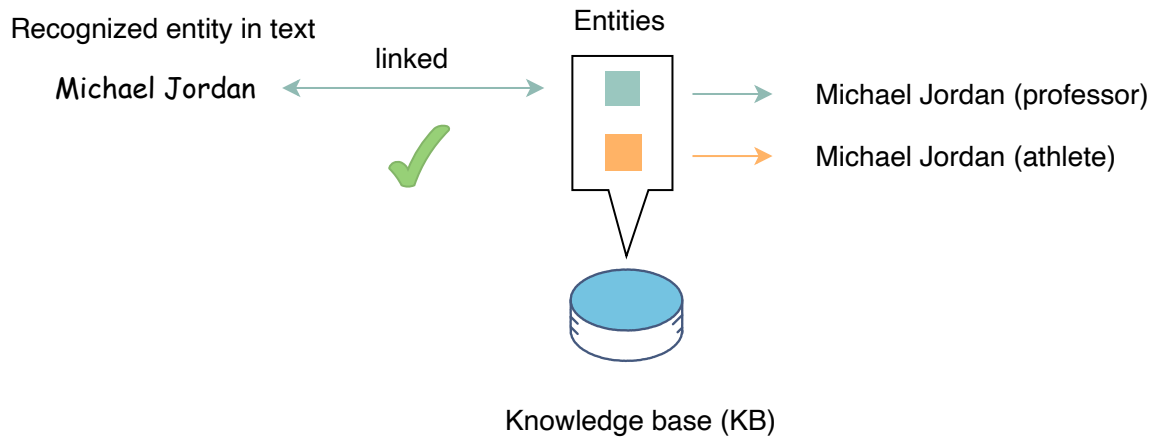 Recognized entity in text
Michael Jordan
linked
Entities
Michael Jordan (professor)
Michael Jordan (athlete)
Knowledge base (KB)